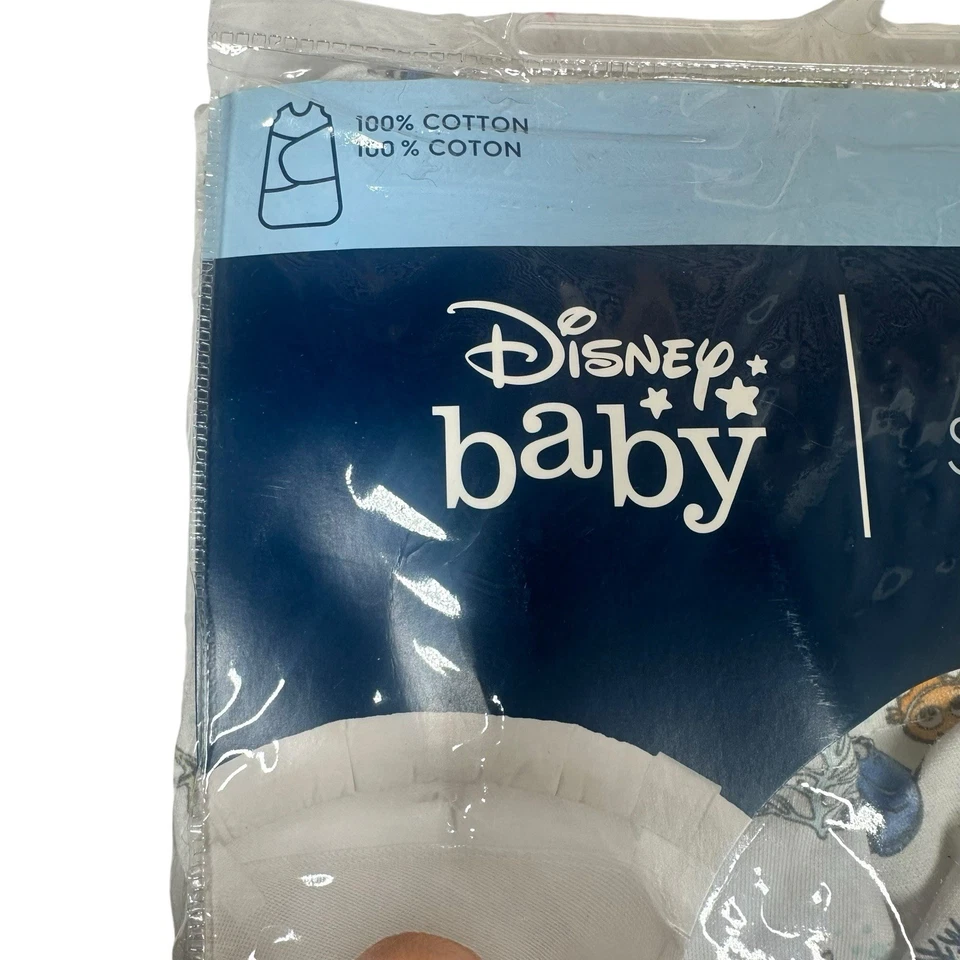 100% COTTON
100 % COTON
Disney
baby
S